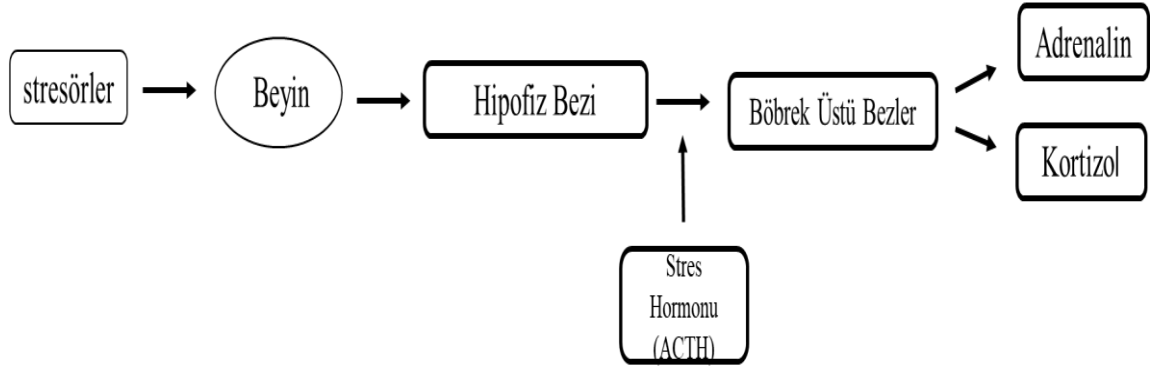 stresörler
Beyin
Hipofiz Bezi
Böbrek Üstü Bezler
Adrenalin
Kortizol
Stres
Hormonu
(ACTH)